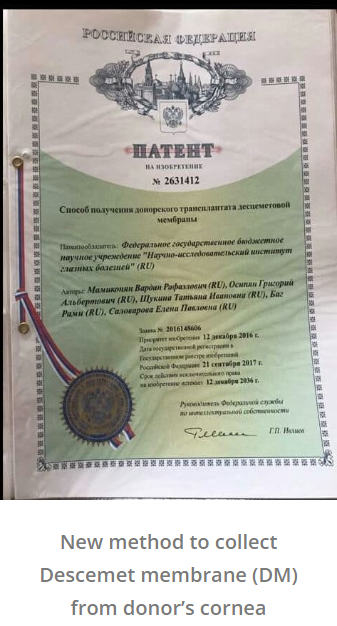 РОССИЙСКАЯ ФЕДЕРАЦИЯ
ПАТЕНТ
НА ИЗОБРЕТЕНИЕ
№ 2631412
Способ получения донорского трансплантата десцеметовой
мембраны
Патентообладатель: Федеральное государственное бюджетное
научное учреждение "Научно-исследовательский институт
глазных болезней" (RU)
Авторы: Мамиконян Вардан Рафаелович (RU), Осипян Григорий
Альбертович (RU), Щукина Татьяна Ивановна (RU), Баг
Рами (RU), Саловарова Елена Павловна (RU)
Заявка № 2016148606
Приоритет изобретения 12 декабря 2016 г.
Дата государственной регистрации в
Государственном реестре изобретений
Российской Федерации 21 сентября 2017 г.
Срок действия исключительного права
на изобретение истекает 12 декабря 2036 г.
Руководитель Федеральной службы
по интеллектуальной собственности
Г.П. Ивлиев
New method to collect
Descemet membrane (DM)
from donor’s cornea